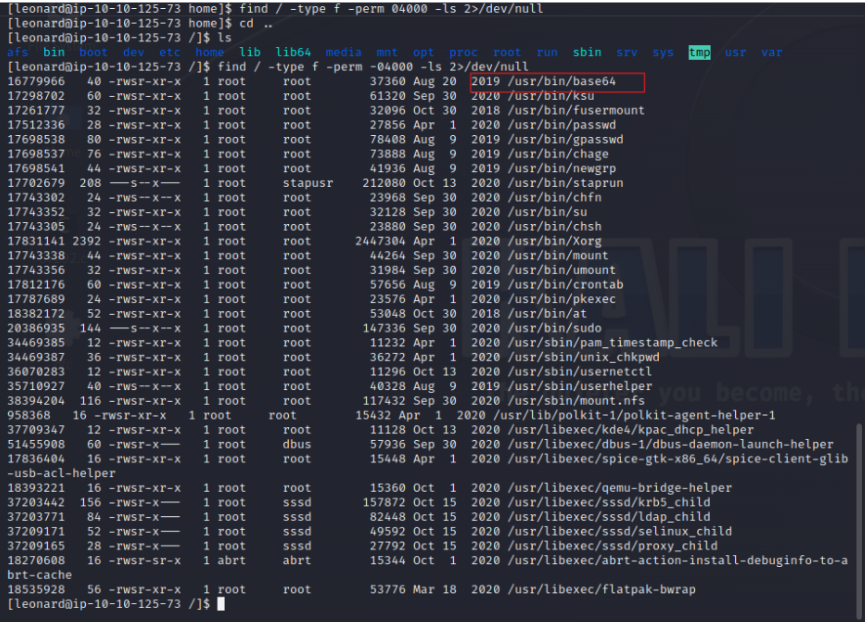 [leonard@ip-10-10-125-73 home]$ find / -type f -perm 04000 -ls 2>/dev/null
[leonard@ip-10-10-125-73 home]$ cd ..
[leonard@ip-10-10-125-73 /]$ ls
afs bin boot dev etc home lib lib64 media mnt opt proc root run sbin srv sys tmp usr var
[leonard@ip-10-10-125-73 /]$ find / -type f -perm -04000 -ls 2>/dev/null
16779966 40 -rwsr-xr-x 1 root root 37360 Aug 20 2019 /usr/bin/base64
17298702 60 -rwsr-xr-x 1 root root 61320 Sep 30 2020 /usr/bin/ksu
17261777 32 -rwsr-xr-x 1 root root 32096 Oct 30 2018 /usr/bin/fusermount
17512336 28 -rwsr-xr-x 1 root root 27856 Apr 1 2020 /usr/bin/passwd
17698538 80 -rwsr-xr-x 1 root root 78408 Aug 9 2019 /usr/bin/gpasswd
17698537 76 -rwsr-xr-x 1 root root 73888 Aug 9 2019 /usr/bin/chage
17698541 44 -rwsr-xr-x 1 root root 41936 Aug 9 2019 /usr/bin/newgrp
17702679 208 ---s--x--- 1 root stapusr 212080 Oct 13 2020 /usr/bin/staprun
17743302 24 -rws--x--x 1 root root 23968 Sep 30 2020 /usr/bin/chfn
17743352 32 -rwsr-xr-x 1 root root 32128 Sep 30 2020 /usr/bin/su
17743305 24 -rws--x--x 1 root root 23880 Sep 30 2020 /usr/bin/chsh
17831141 2392 -rwsr-xr-x 1 root root 2447304 Apr 1 2020 /usr/bin/Xorg
17743338 44 -rwsr-xr-x 1 root root 44264 Sep 30 2020 /usr/bin/mount
17743356 32 -rwsr-xr-x 1 root root 31984 Sep 30 2020 /usr/bin/umount
17812176 60 -rwsr-xr-x 1 root root 57656 Aug 9 2019 /usr/bin/crontab
17787689 24 -rwsr-xr-x 1 root root 23576 Apr 1 2020 /usr/bin/pkexec
18382172 52 -rwsr-xr-x 1 root root 53048 Oct 30 2018 /usr/bin/at
20386935 144 ---s--x--x 1 root root 147336 Sep 30 2020 /usr/bin/sudo
34469385 12 -rwsr-xr-x 1 root root 11232 Apr 1 2020 /usr/sbin/pam_timestamp_check
34469387 36 -rwsr-xr-x 1 root root 36272 Apr 1 2020 /usr/sbin/unix_chkpwd
36070283 12 -rwsr-xr-x 1 root root 11296 Oct 13 2020 /usr/sbin/usernetctl
35710927 40 -rws--x--x 1 root root 40328 Aug 9 2019 /usr/sbin/userhelper
38394204 116 -rwsr-xr-x 1 root root 117432 Sep 30 2020 /usr/sbin/mount.nfs
958368 16 -rwsr-xr-x 1 root root 15432 Apr 1 2020 /usr/lib/polkit-1/polkit-agent-helper-1
37709347 12 -rwsr-xr-x 1 root root 11128 Oct 13 2020 /usr/libexec/kde4/kpac_dhcp_helper
51455908 60 -rwsr-x--- 1 root dbus 57936 Sep 30 2020 /usr/libexec/dbus-1/dbus-daemon-launch-helper
17836404 16 -rwsr-xr-x 1 root root 15448 Apr 1 2020 /usr/libexec/spice-gtk-x86_64/spice-client-glib
-usb-acl-helper
18393221 16 -rwsr-xr-x 1 root root 15360 Oct 1 2020 /usr/libexec/qemu-bridge-helper
37203442 156 -rwsr-x--- 1 root sssd 157872 Oct 15 2020 /usr/libexec/sssd/krb5_child
37203771 84 -rwsr-x--- 1 root sssd 82448 Oct 15 2020 /usr/libexec/sssd/ldap_child
37209171 52 -rwsr-x--- 1 root sssd 49592 Oct 15 2020 /usr/libexec/sssd/selinux_child
37209165 28 -rwsr-x--- 1 root sssd 27792 Oct 15 2020 /usr/libexec/sssd/proxy_child
18270608 16 -rwsr-sr-x 1 abrt abrt 15344 Oct 1 2020 /usr/libexec/abrt-action-install-debuginfo-to-a
brt-cache
18535928 56 -rwsr-xr-x 1 root root 53776 Mar 18 2020 /usr/libexec/flatpak-bwrap
[leonard@ip-10-10-125-73 /]$
you become, the